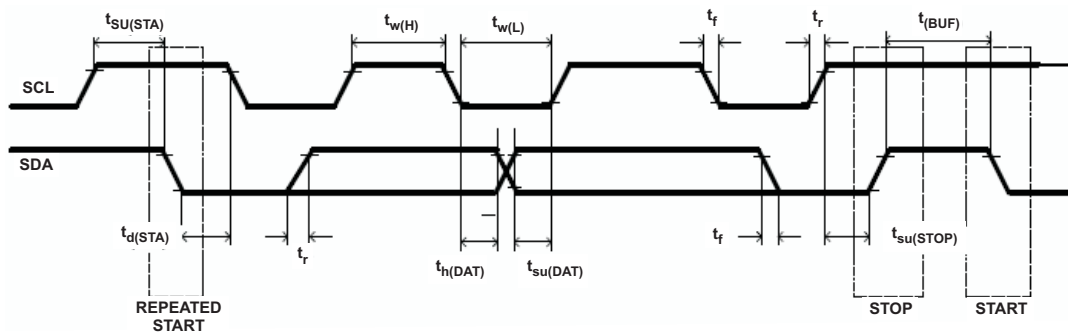 tSU(STA)
tw(H)
tw(L)
tf
tr
t(BUF)
SCL
SDA
td(STA)
tr
th(DAT)
tsu(DAT)
tf
tsu(STOP)
REPEATED
START
STOP
START